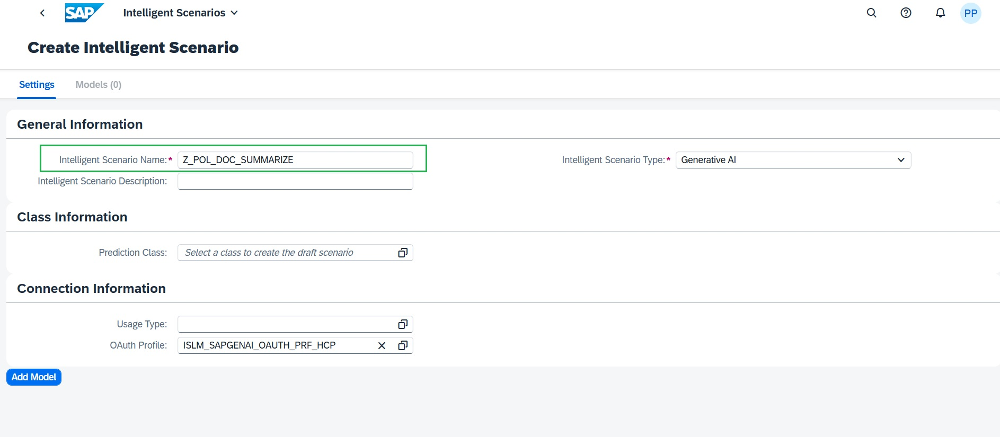 SAP Intelligent Scenarios PP
Create Intelligent Scenario
Settings Models (0)
General Information
Intelligent Scenario Name:* Z_POL_DOC_SUMMARIZE Intelligent Scenario Type:* Generative AI
Intelligent Scenario Description:
Class Information
Prediction Class: Select a class to create the draft scenario
Connection Information
Usage Type:
OAuth Profile: ISLM_SAPGENAI_OAUTH_PRF_HCP
Add Model